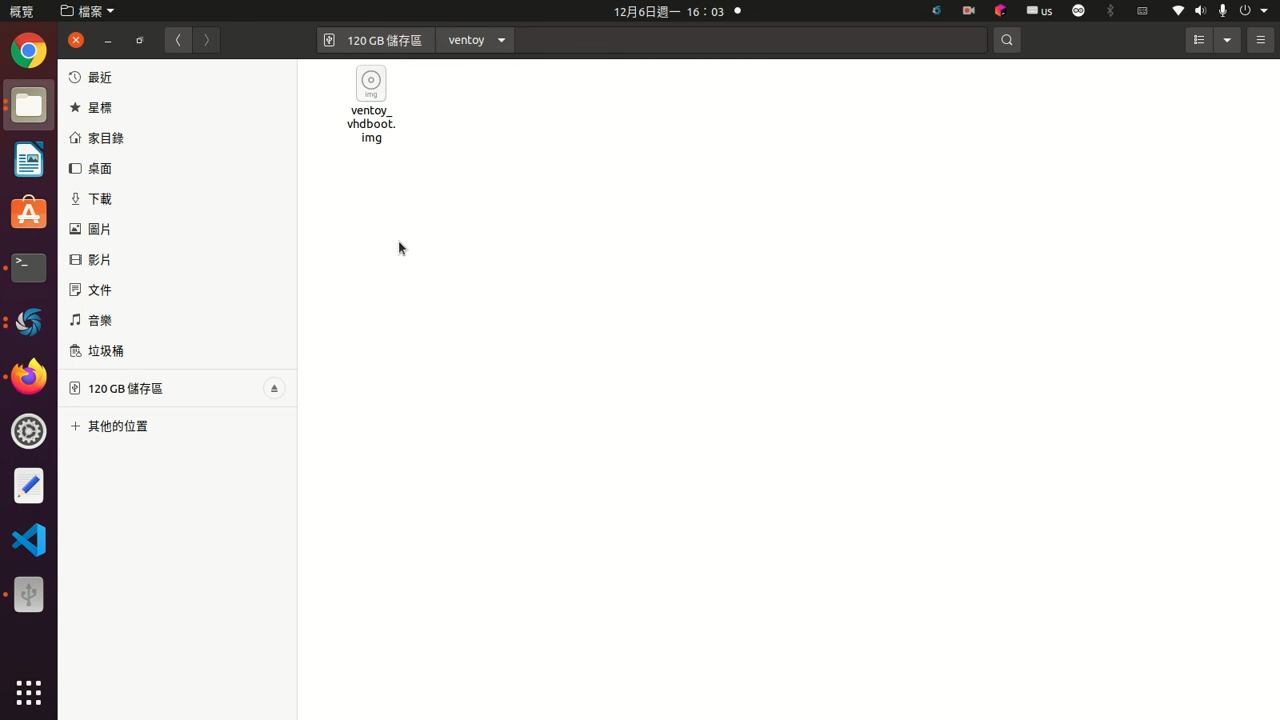 概覽
檔案
12月6日週一 16：03
us
120 GB 儲存區
ventoy
最近
星標
家目錄
桌面
下載
圖片
影片
文件
音樂
垃圾桶
120 GB 儲存區
其他的位置
img
ventoy_
vhdboot.
img